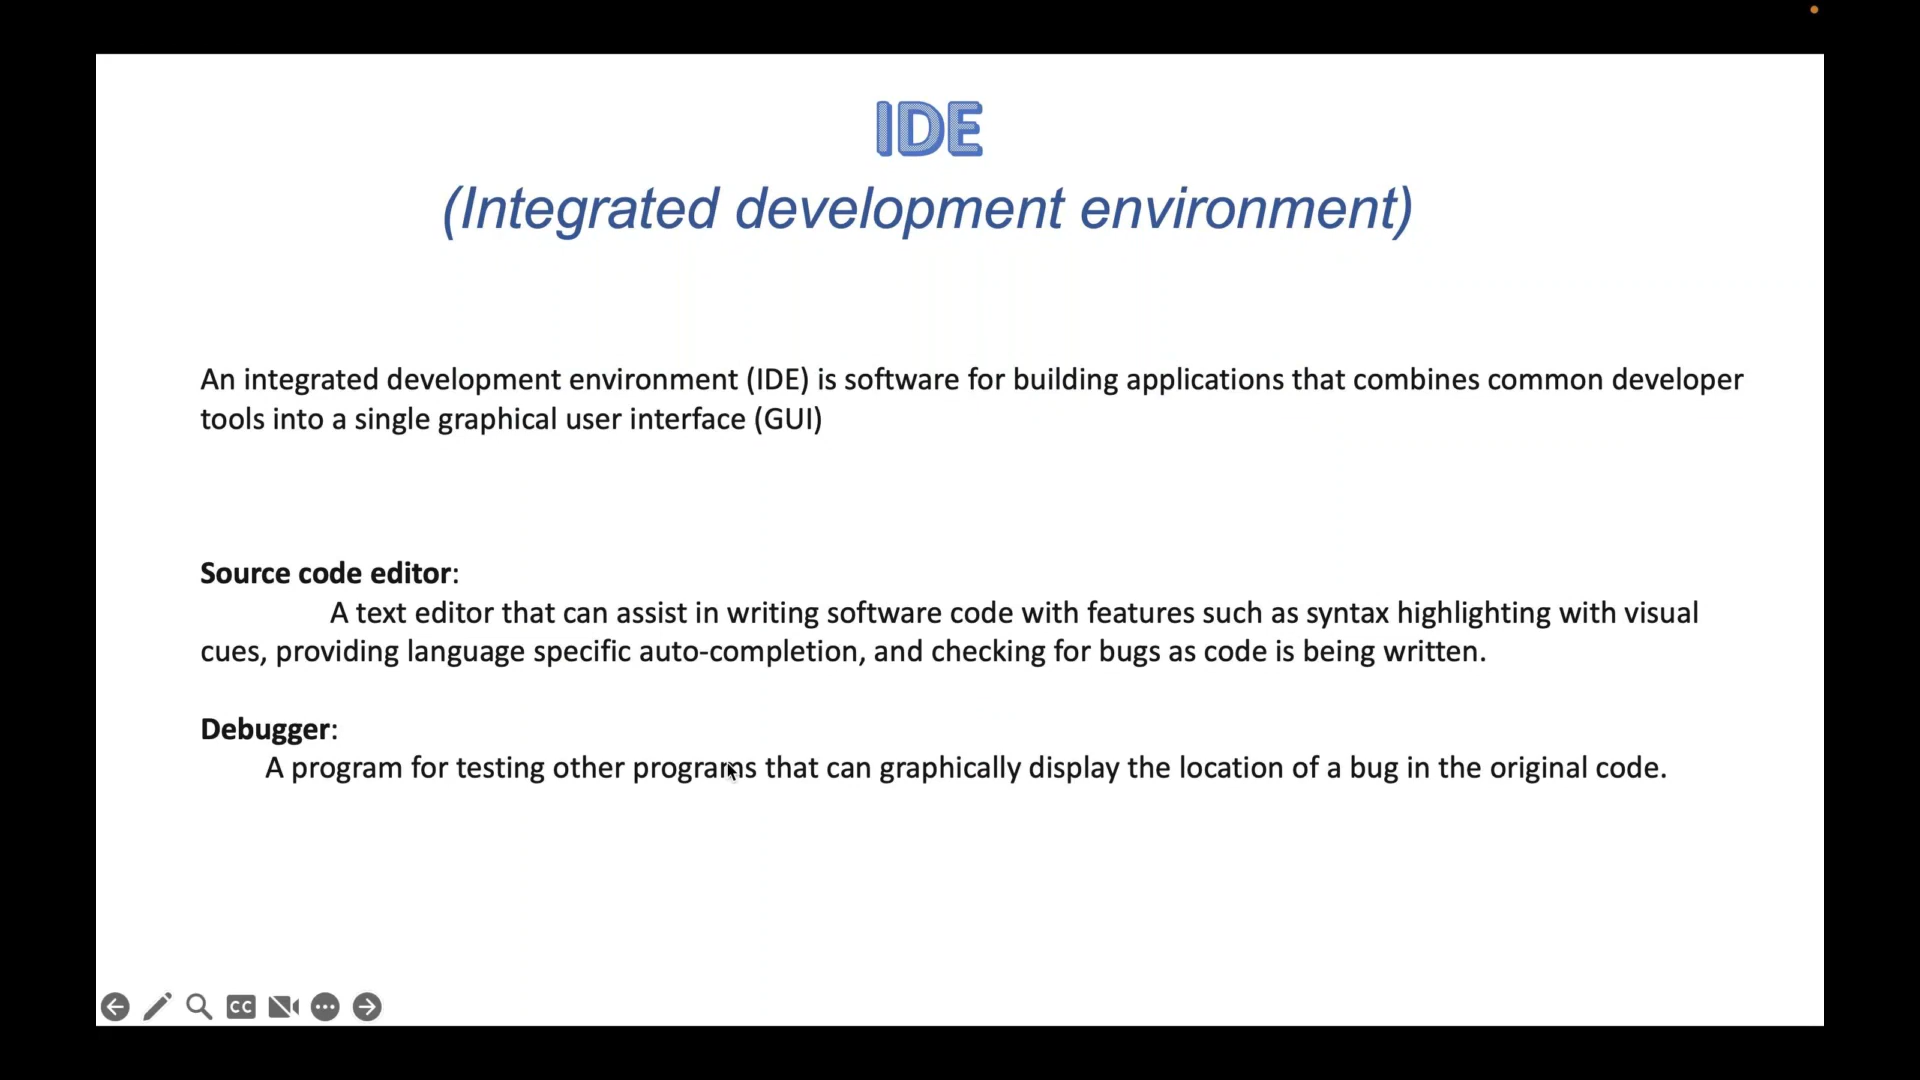 IDE
(Integrated development environment)
An integrated development environment (IDE) is software for building applications that combines common developer
tools into a single graphical user interface (GUI)
Source code editor:
A text editor that can assist in writing software code with features such as syntax highlighting with visual
cues, providing language specific auto-completion, and checking for bugs as code is being written.
Debugger:
A program for testing other programs that can graphically display the location of a bug in the original code.
CC